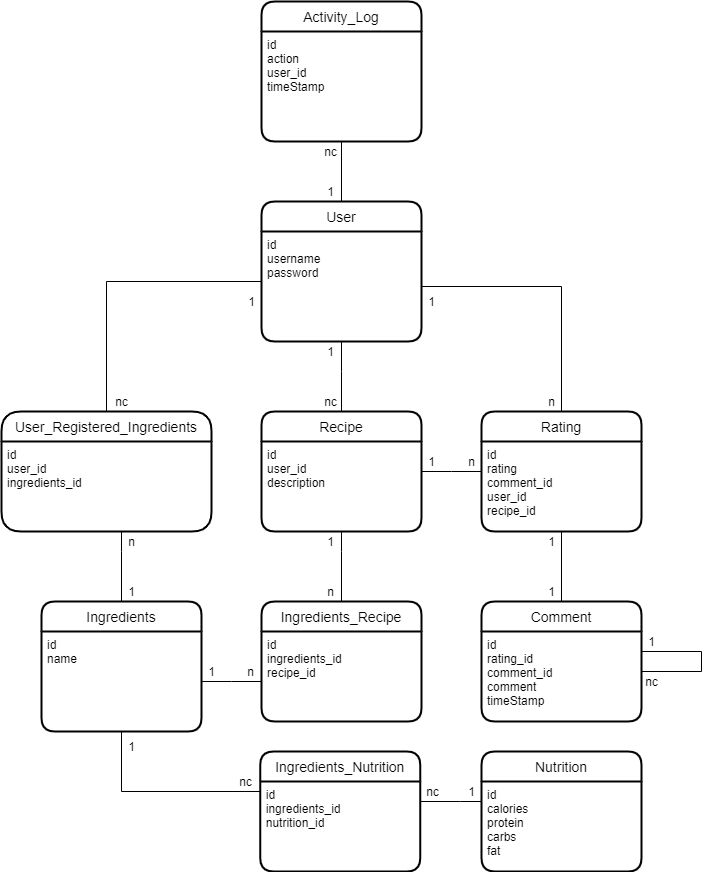 Activity_Log
id
action
user_id
timeStamp
nc
1
User
id
username
password
1
1
1
nc
nc
n
User_Registered_Ingredients
id
user_id
ingredients_id
Recipe
id
user_id
description
1
n
Rating
id
rating
comment_id
user_id
recipe_id
n
1
1
1
n
1
Ingredients
id
name
1
n
Ingredients_Recipe
id
ingredients_id
recipe_id
Comment
id
rating_id
comment_id
comment
timeStamp
1
nc
1
nc
Ingredients_Nutrition
id
ingredients_id
nutrition_id
nc
1
Nutrition
id
calories
protein
carbs
fat